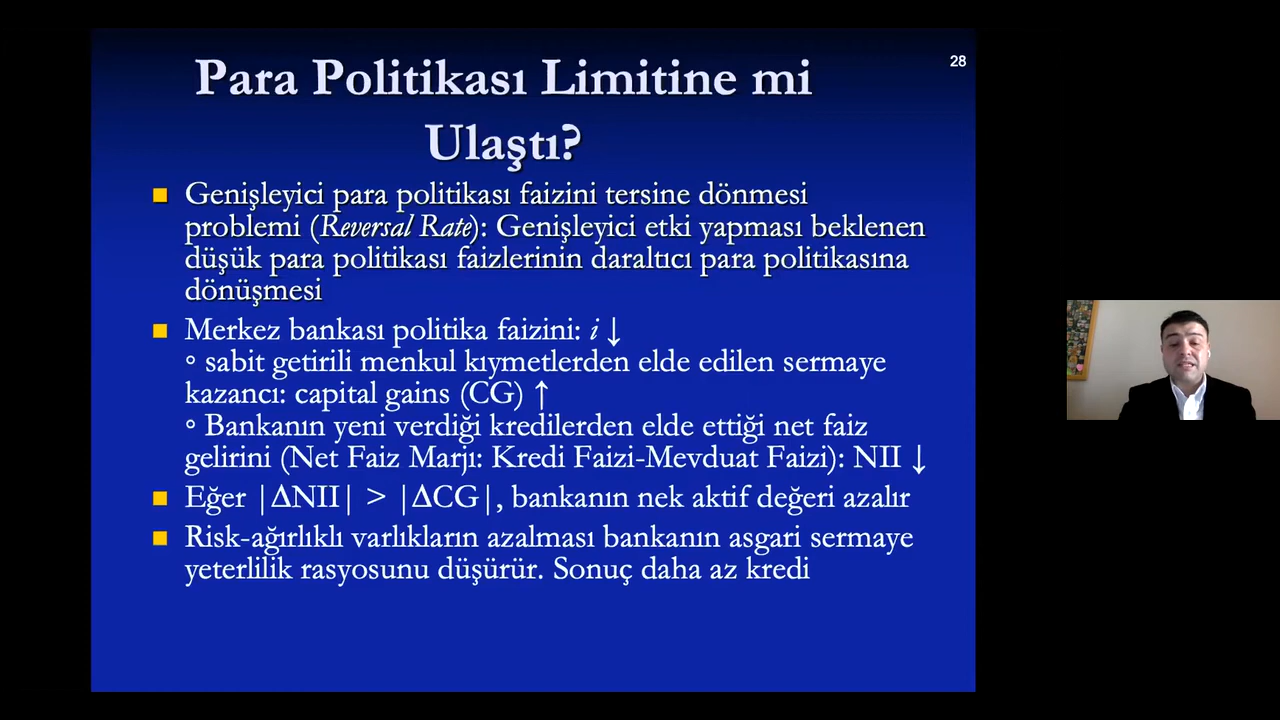 28
Para Politikası Limitine mi
Ulaştı?
Genişleyici para politikası faizini tersine dönmesi
problemi (Reversal Rate): Genişleyici etki yapması beklenen
düşük para politikası faizlerinin daraltıcı para politikasına
dönüşmesi
Merkez bankası politika faizini: i ↓
° sabit getirili menkul kıymetlerden elde edilen sermaye
kazancı: capital gains (CG) ↑
° Bankanın yeni verdiği kredilerden elde ettiği net faiz
gelirini (Net Faiz Marjı: Kredi Faizi-Mevduat Faizi): NII ↓
Eğer |ΔNII| > |ΔCG|, bankanın nek aktif değeri azalır
Risk-ağırlıklı varlıkların azalması bankanın asgari sermaye
yeterlilik rasyosunu düşürür. Sonuç daha az kredi